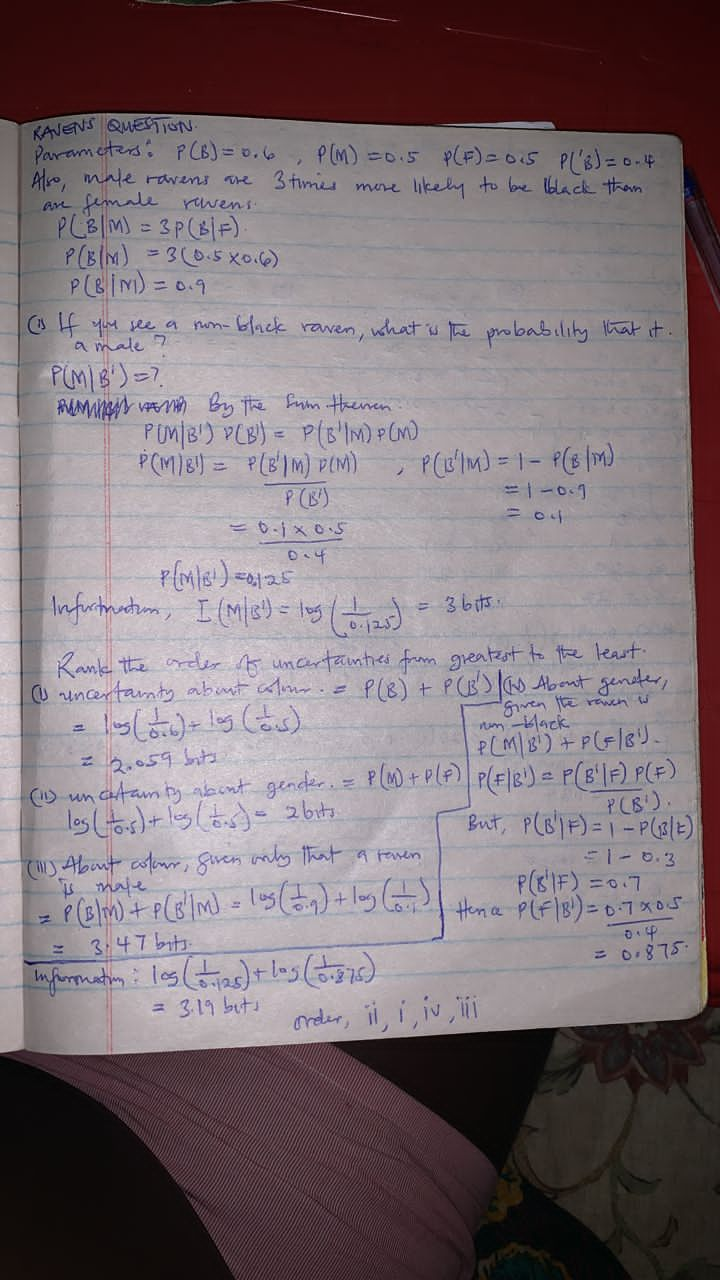 RAVENS QUESTION.
Parameters: P(B) = 0.6 , P(M) = 0.5 P(F) = 0.5 P('B) = 0.4
Also, male ravens are 3 times more likely to be black than
are female ravens.
P(B|M) = 3P(B|F).
P(B|M) = 3(0.5 x 0.6)
P(B|M) = 0.9
(i) If you see a non-black raven, what is the probability that it.
a male?
P(M|B') = ?.
By the Sum theorem.
P(M|B') P(B') = P(B'|M) P(M)
P(M|B') = P(B'|M) P(M) , P(B'|M) = 1 - P(B|M)
P(B')
= 1 - 0.9
= 0.1 x 0.5
= 0.1
0.4
P(M|B') = 0.125
Information, I(M|B') = log(1/0.125) = 3 bits.
Rank the order of uncertainties from greatest to the least.
(i) uncertainty about colour. = P(B) + P(B')
= log(1/0.6) + log(1/0.5)
= 2.059 bits
(ii) uncertainty about gender. = P(M) + P(F)
log(1/0.5) + log(1/0.5) = 2 bits.
(iii) About colour, given only that a raven
is male
= P(B|M) + P(B'|M) = log(1/0.9) + log(1/0.1)
= 3.47 bits.
(iv) About gender,
given the raven is
non-black
P(M|B') + P(F|B').
P(F|B') = P(B'|F) P(F)
P(B').
But, P(B'|F) = 1 - P(B|F)
= 1 - 0.3
P(B'|F) = 0.7
Hence P(F|B') = 0.7 x 0.5
0.4
= 0.875.
Information: log(1/0.125) + log(1/0.875)
= 3.19 bits
order, ii, i, iv, iii